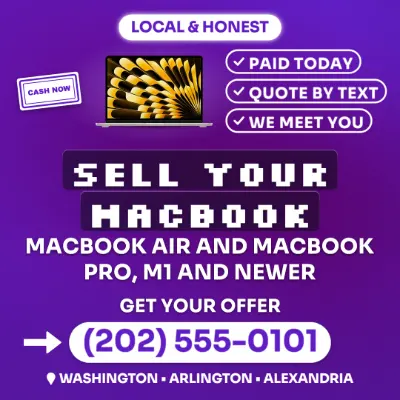 LOCAL & HONEST
CASH NOW
PAID TODAY
QUOTE BY TEXT
WE MEET YOU
SELL YOUR
MACBOOK
MACBOOK AIR AND MACBOOK
PRO, M1 AND NEWER
GET YOUR OFFER
(202) 555-0101
WASHINGTON ▪ ARLINGTON ▪ ALEXANDRIA